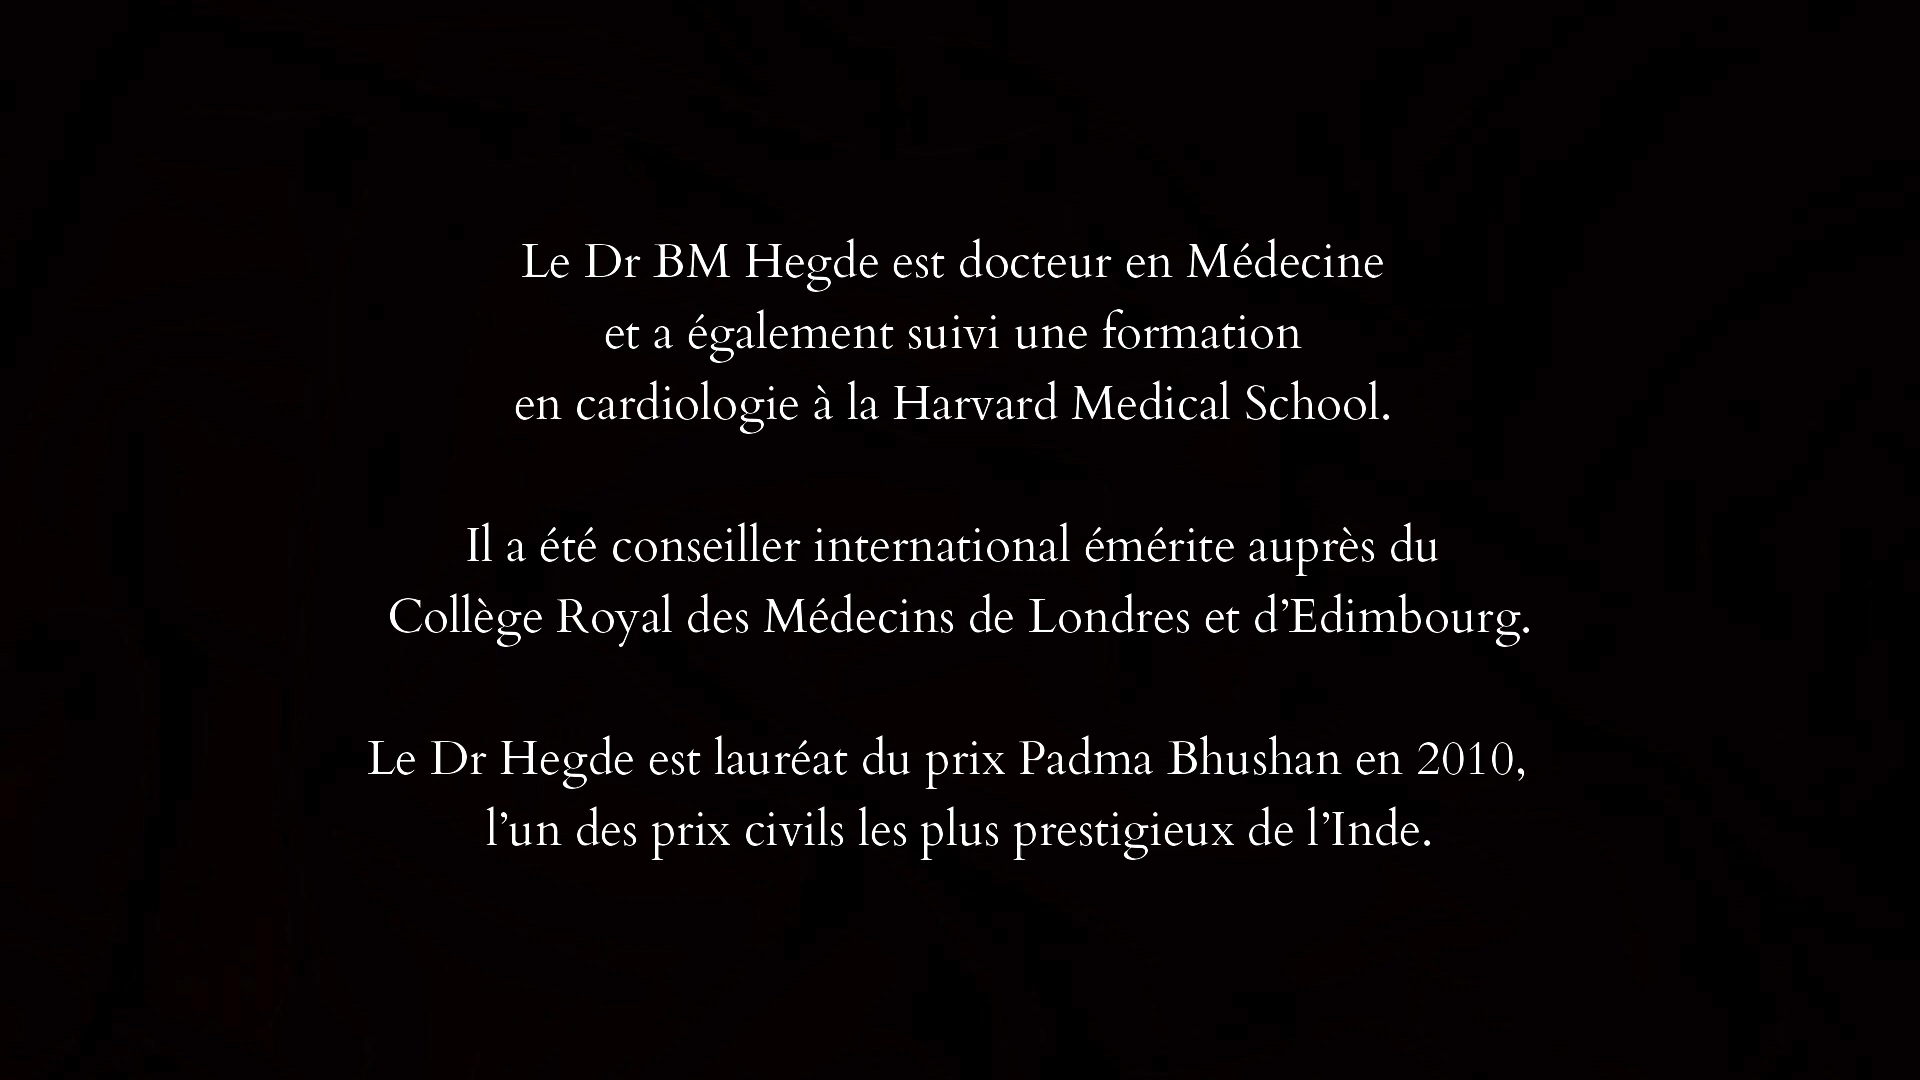 Le Dr BM Hegde est docteur en Médecine
et a également suivi une formation
en cardiologie à la Harvard Medical School.
Il a été conseiller international émérite auprès du
Collège Royal des Médecins de Londres et d’Edimbourg.
Le Dr Hegde est lauréat du prix Padma Bhushan en 2010,
l’un des prix civils les plus prestigieux de l’Inde.